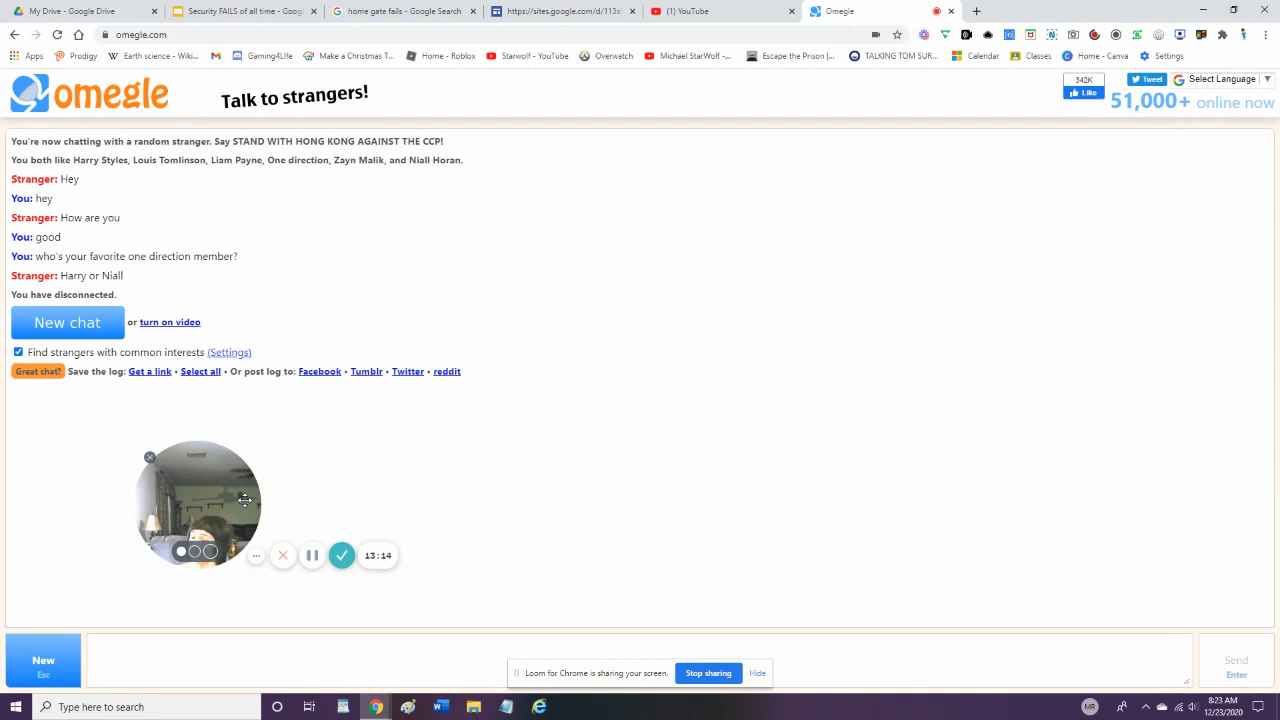 My Drive - Google
Security FAILS of all time - Google
home gate fails - Google Search
https://sites.google.com/d/113a
(1) YouTube
Omegle
omegle.com
Apps
Prodigy
Earth science - Wiki...
Gaming4Life
Make a Christmas T...
Home - Roblox
Starwolf - YouTube
Overwatch
Michael StarWolf -...
Escape the Prison |...
TALKING TOM SUR...
Calendar
Classes
Home - Canva
Settings
omegle
Talk to strangers!
342K
Like
Tweet
Select Language
51,000+ online now
You're now chatting with a random stranger. Say STAND WITH HONG KONG AGAINST THE CCP!
You both like Harry Styles, Louis Tomlinson, Liam Payne, One direction, Zayn Malik, and Niall Horan.
Stranger: Hey
You: hey
Stranger: How are you
You: good
You: who's your favorite one direction member?
Stranger: Harry or Niall
You have disconnected.
New chat or turn on video
Find strangers with common interests (Settings)
Great chat? Save the log: Get a link • Select all • Or post log to: Facebook • Tumblr • Twitter • reddit
13:14
New
Esc
Loom for Chrome is sharing your screen.
Stop sharing
Hide
Send
Enter
Type here to search
MR
8:23 AM
12/23/2020